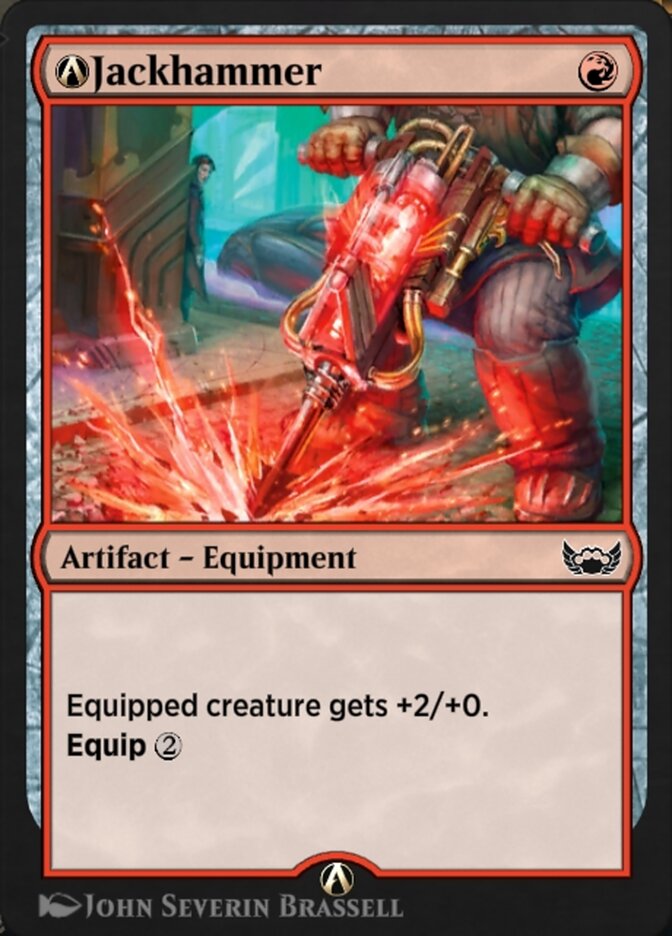 Jackhammer
Artifact – Equipment
Equipped creature gets +2/+0.
Equip 2
John Severin Brassell